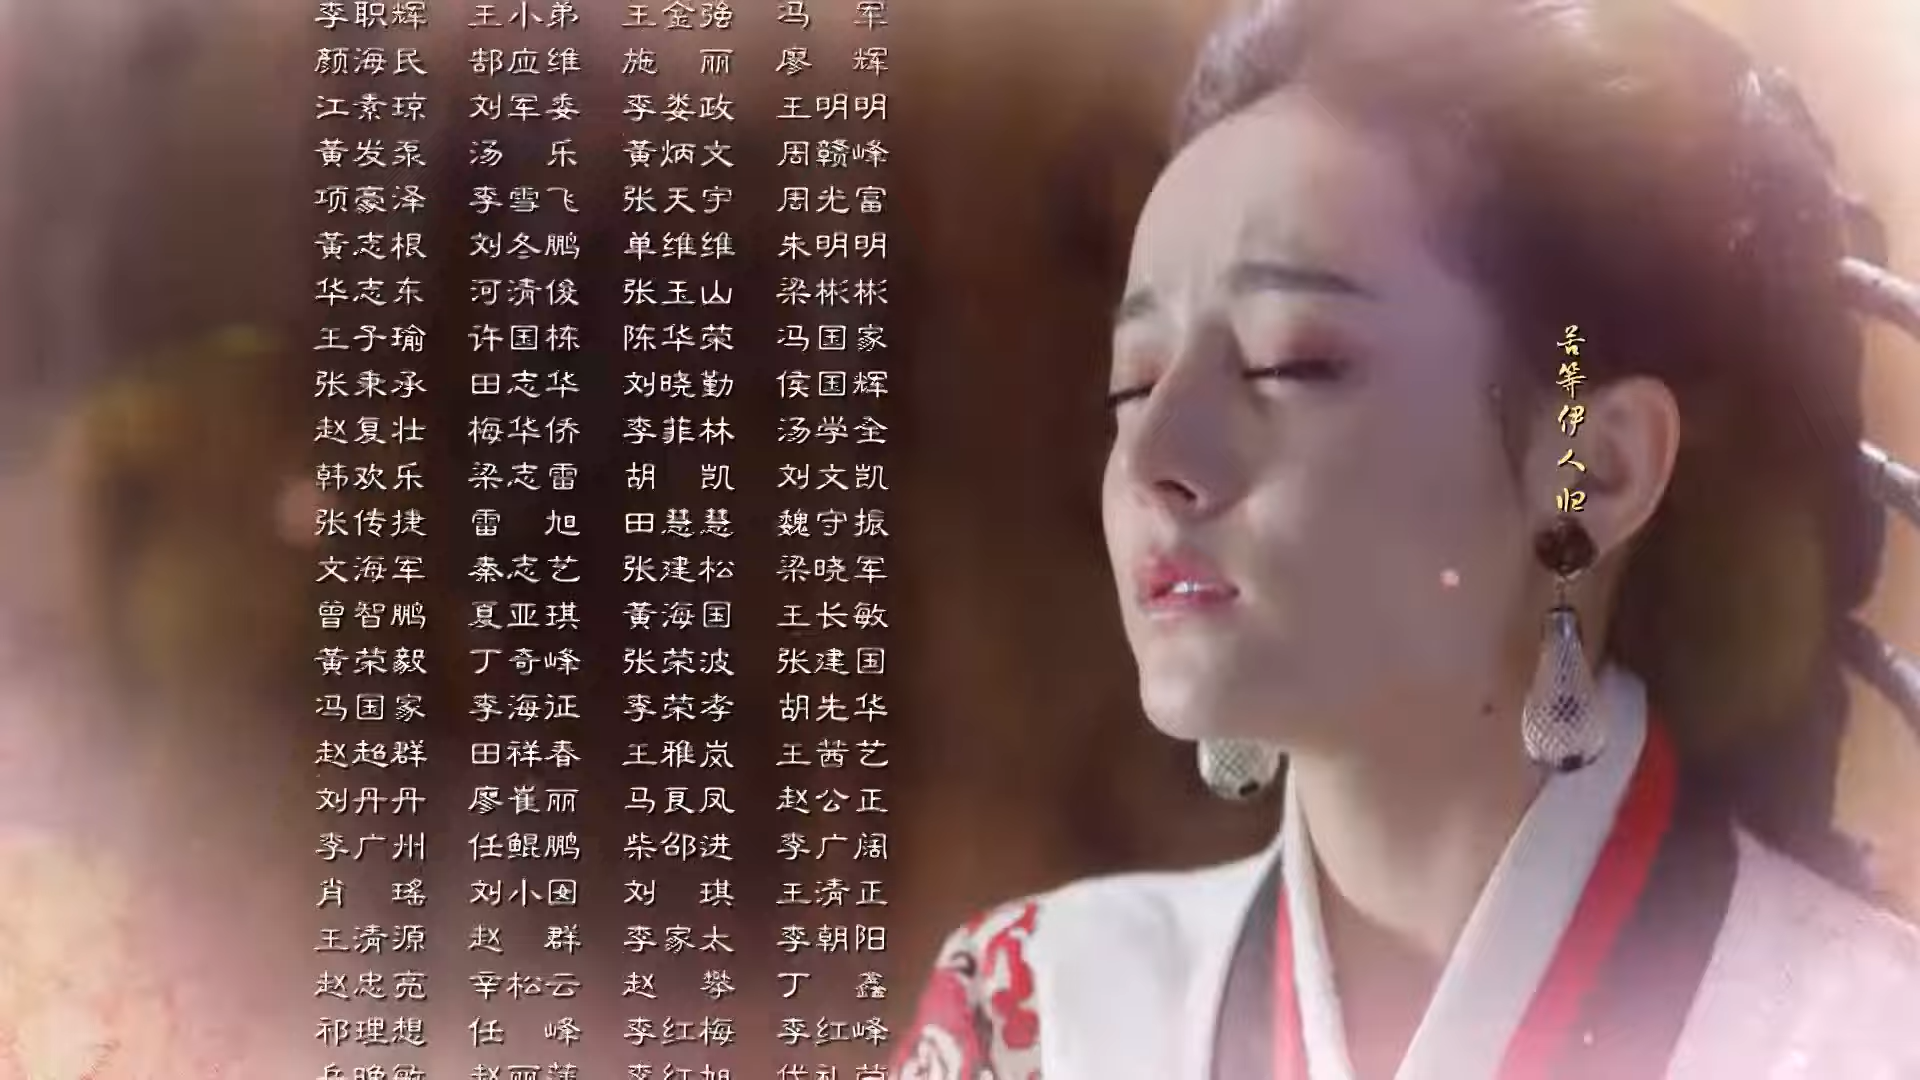 李职辉 王小弟 王金强 冯军
颜海民 郜应维 施丽 廖辉
江素琼 刘军委 李娄政 王明明
黄发泵 汤乐 黄炳文 周赣峰
项豪泽 李雪飞 张天宇 周光富
黄志根 刘冬鹏 单维维 朱明明
华志东 河清俊 张玉山 梁彬彬
王子瑜 许国栋 陈华荣 冯国家
张秉承 田志华 刘晓勤 侯国辉
赵复壮 梅华侨 李菲林 汤学全
韩欢乐 梁志雷 胡凯 刘文凯
张传捷 雷旭 田慧慧 魏守振
文海军 秦志艺 张建松 梁晓军
曾智鹏 夏亚琪 黄海国 王长敏
黄荣毅 丁奇峰 张荣波 张建国
冯国家 李海征 李荣孝 胡先华
赵超群 田祥春 王雅岚 王茜艺
刘丹丹 廖崔丽 马良凤 赵公正
李广州 任鲲鹏 柴邵进 李广阔
肖瑶 刘小囡 刘琪 王清正
王清源 赵群 李家太 李朝阳
赵忠亮 辛松云 赵攀 丁鑫
祁理想 任峰 李红梅 李红峰
赵丽萍 李红旭
苦等伊人归